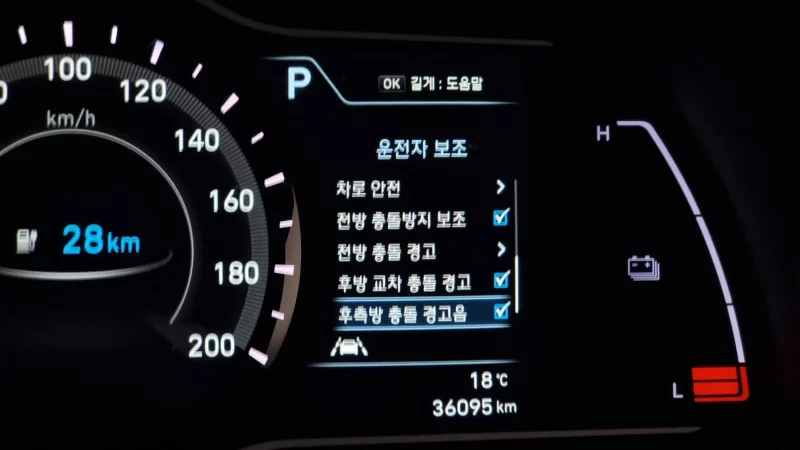 100
120
km/h
140
160
180
200
28 km
P
OK 길게 : 도움말
운전자 보조
차로 안전
전방 충돌방지 보조
전방 충돌 경고
후방 교차 충돌 경고
후측방 충돌 경고음
18 °C
36095 km
H
L